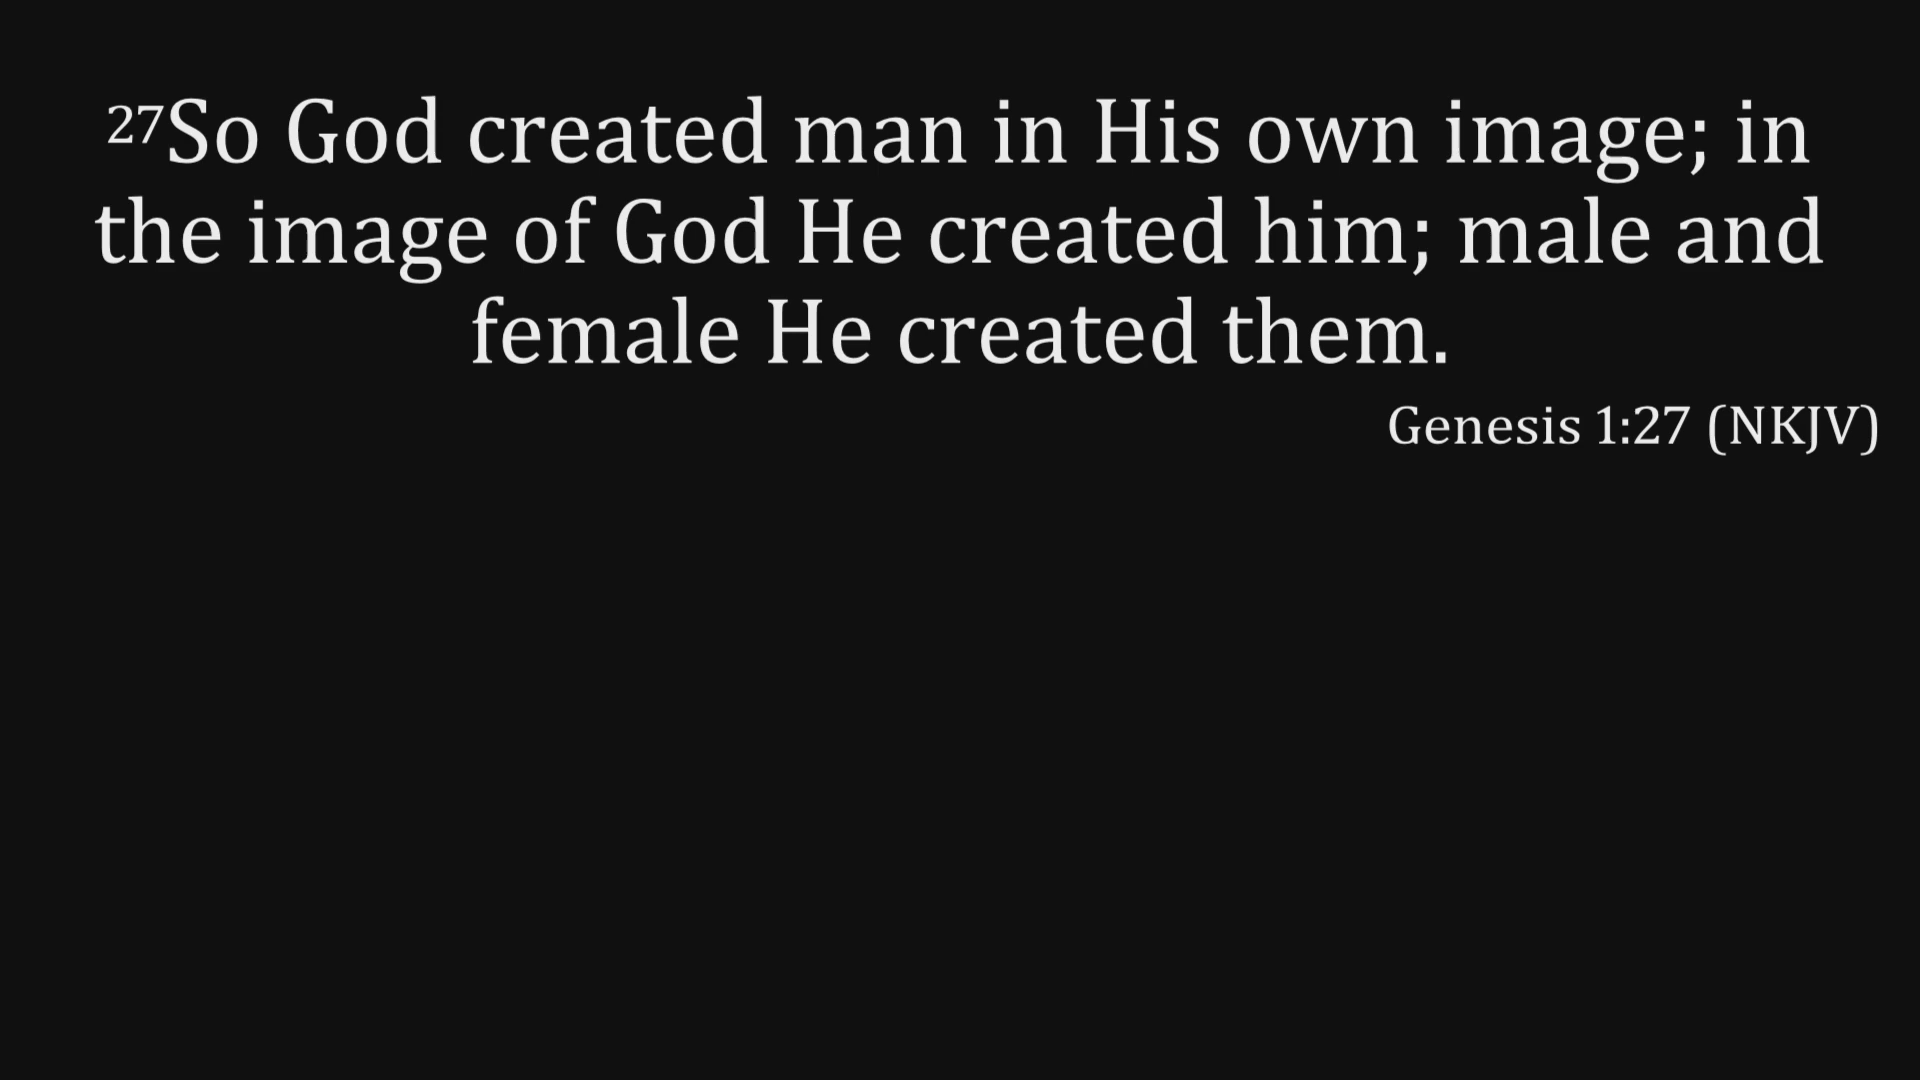 ²⁷So God created man in His own image; in
the image of God He created him; male and
female He created them.
Genesis 1:27 (NKJV)